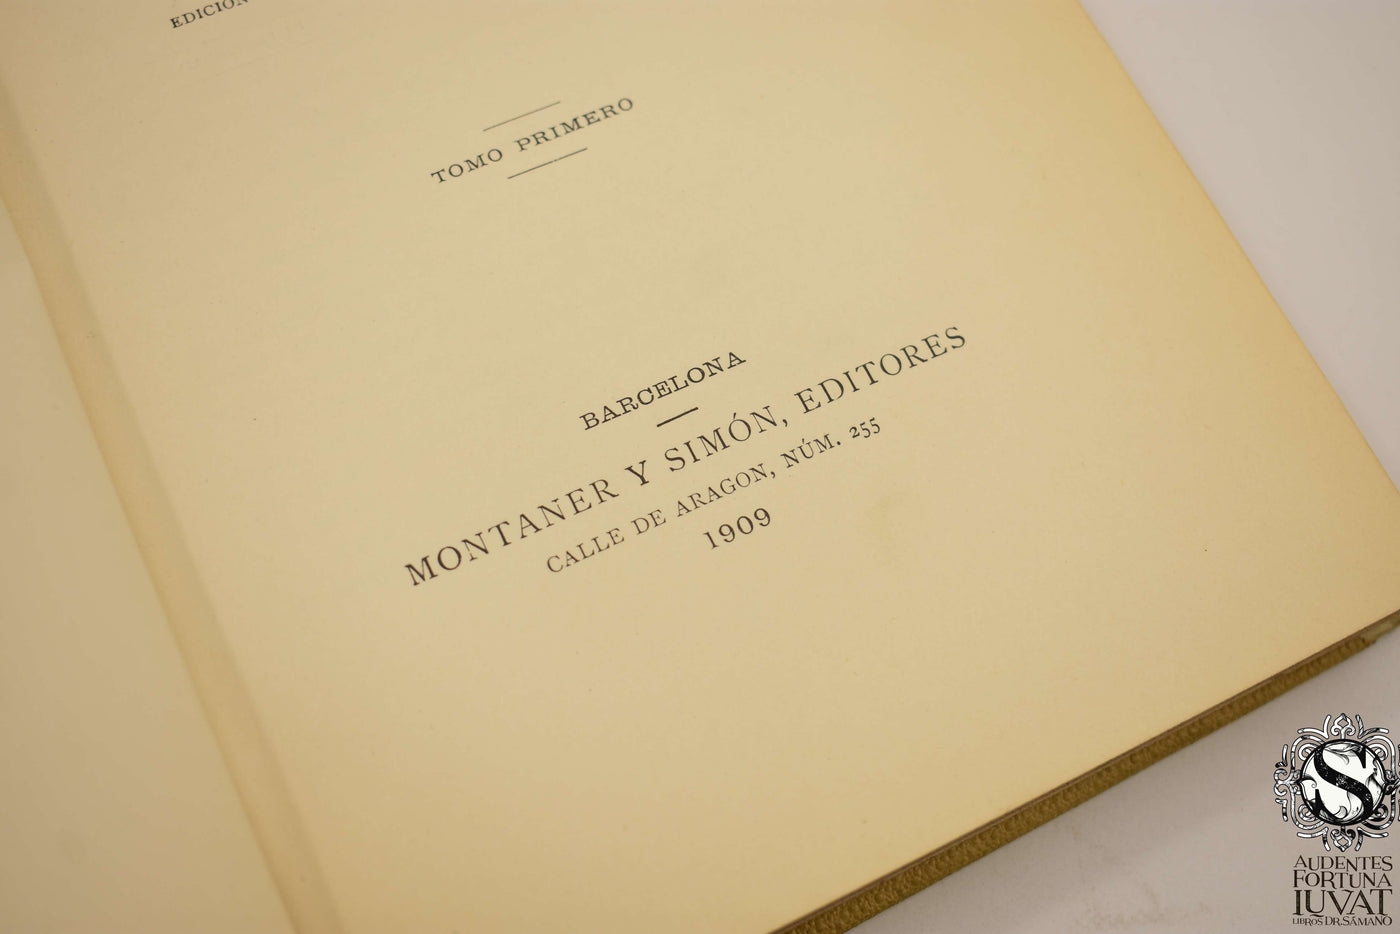 EDICIÓN
TOMO PRIMERO
BARCELONA
MONTANER Y SIMÓN, EDITORES
CALLE DE ARAGON, NÚM. 255
1909
S
AUDENTES
FORTUNA
IUVAT
LIBROS DR. SÁMANO